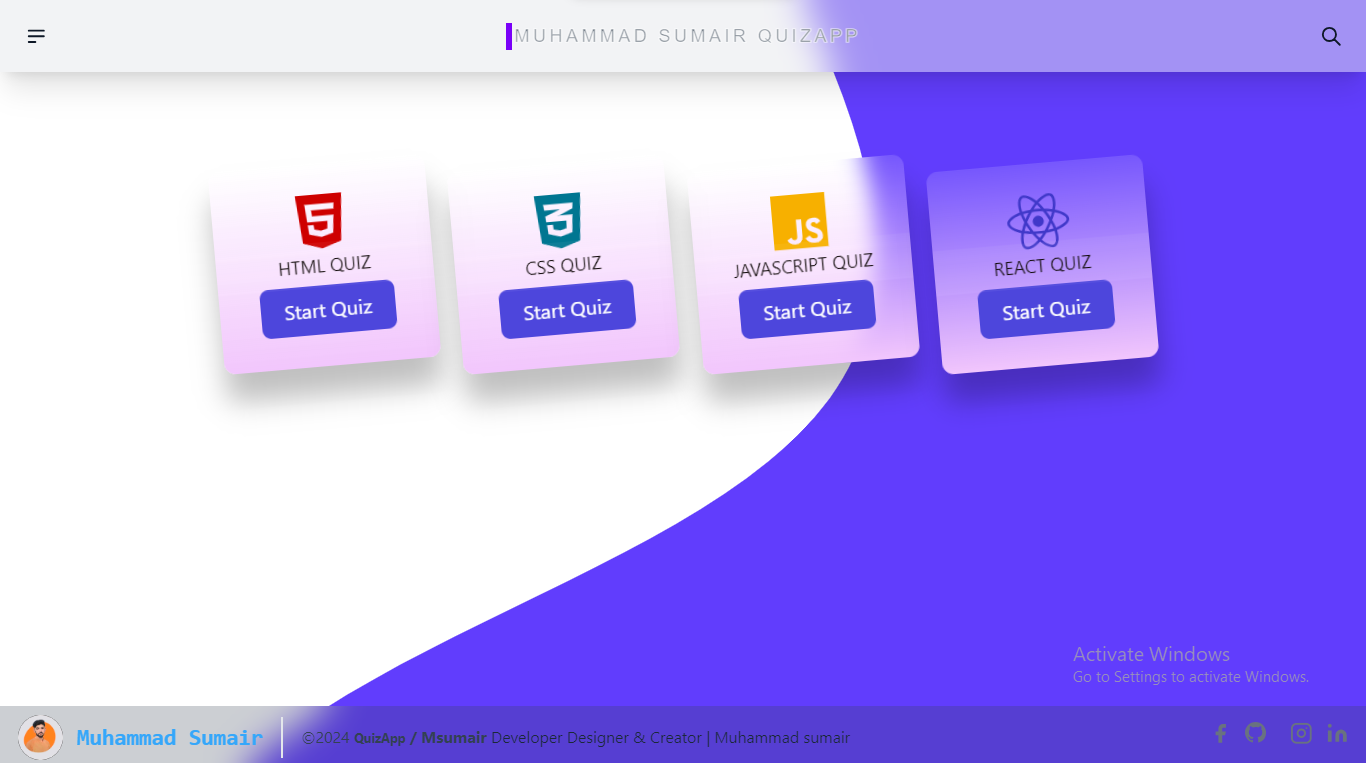 MUHAMMAD SUMAIR QUIZAPP
HTML QUIZ
Start Quiz
CSS QUIZ
Start Quiz
JS
JAVASCRIPT QUIZ
Start Quiz
REACT QUIZ
Start Quiz
Activate Windows
Go to Settings to activate Windows.
Muhammad Sumair
©2024 QuizApp / Msumair Developer Designer & Creator | Muhammad sumair